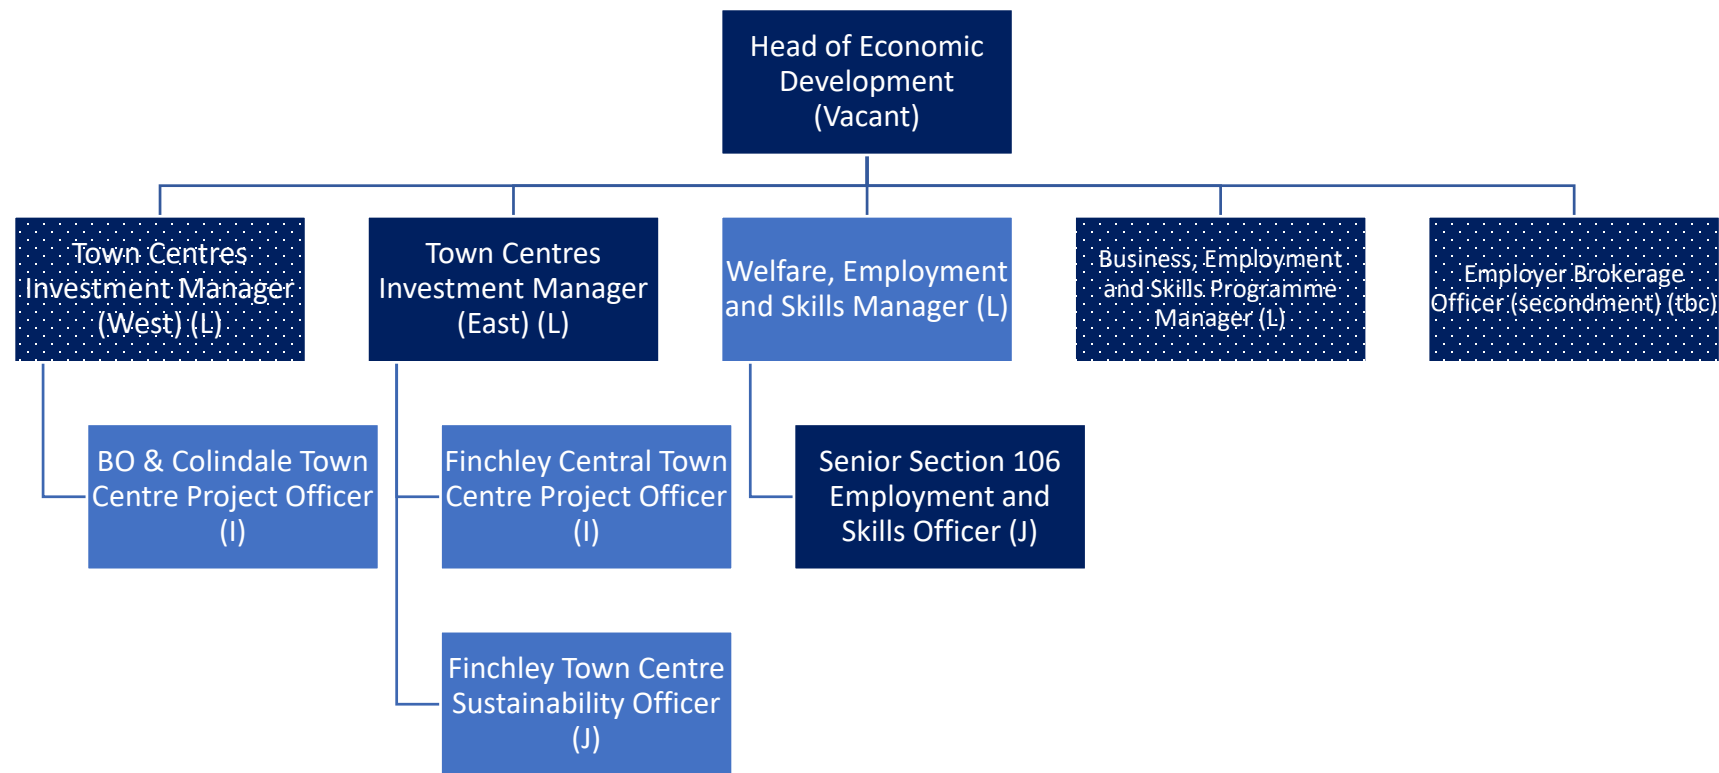 Head of Economic
Development
(Vacant)
Town Centres
Investment Manager
(West) (L)
Town Centres
Investment Manager
(East) (L)
Welfare, Employment
and Skills Manager (L)
Business, Employment
and Skills Programme
Manager (L)
Employer Brokerage
Officer (secondment) (tbc)
BO & Colindale Town
Centre Project Officer
(I)
Finchley Central Town
Centre Project Officer
(I)
Senior Section 106
Employment and
Skills Officer (J)
Finchley Town Centre
Sustainability Officer
(J)